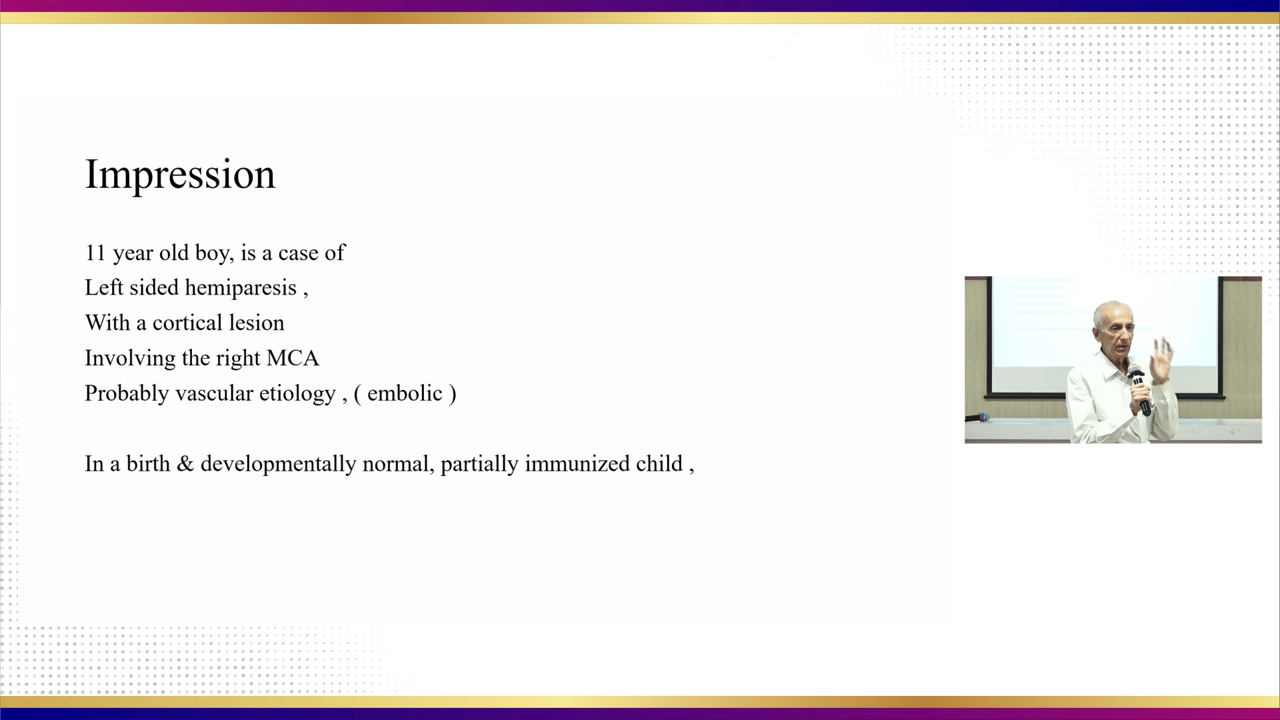 Impression
11 year old boy, is a case of
Left sided hemiparesis ,
With a cortical lesion
Involving the right MCA
Probably vascular etiology , ( embolic )
In a birth & developmentally normal, partially immunized child ,